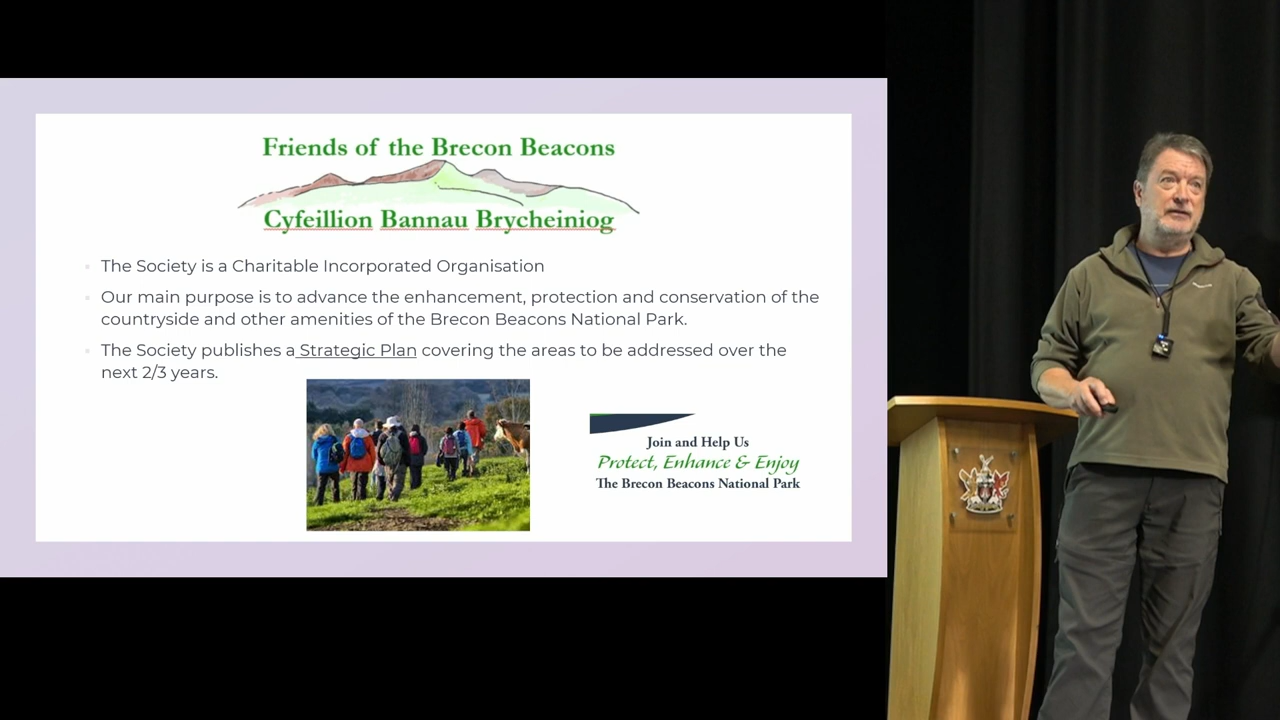 Friends of the Brecon Beacons
Cyfeillion Bannau Brycheiniog
The Society is a Charitable Incorporated Organisation
Our main purpose is to advance the enhancement, protection and conservation of the
countryside and other amenities of the Brecon Beacons National Park.
The Society publishes a Strategic Plan covering the areas to be addressed over the
next 2/3 years.
Join and Help Us
Protect, Enhance & Enjoy
The Brecon Beacons National Park